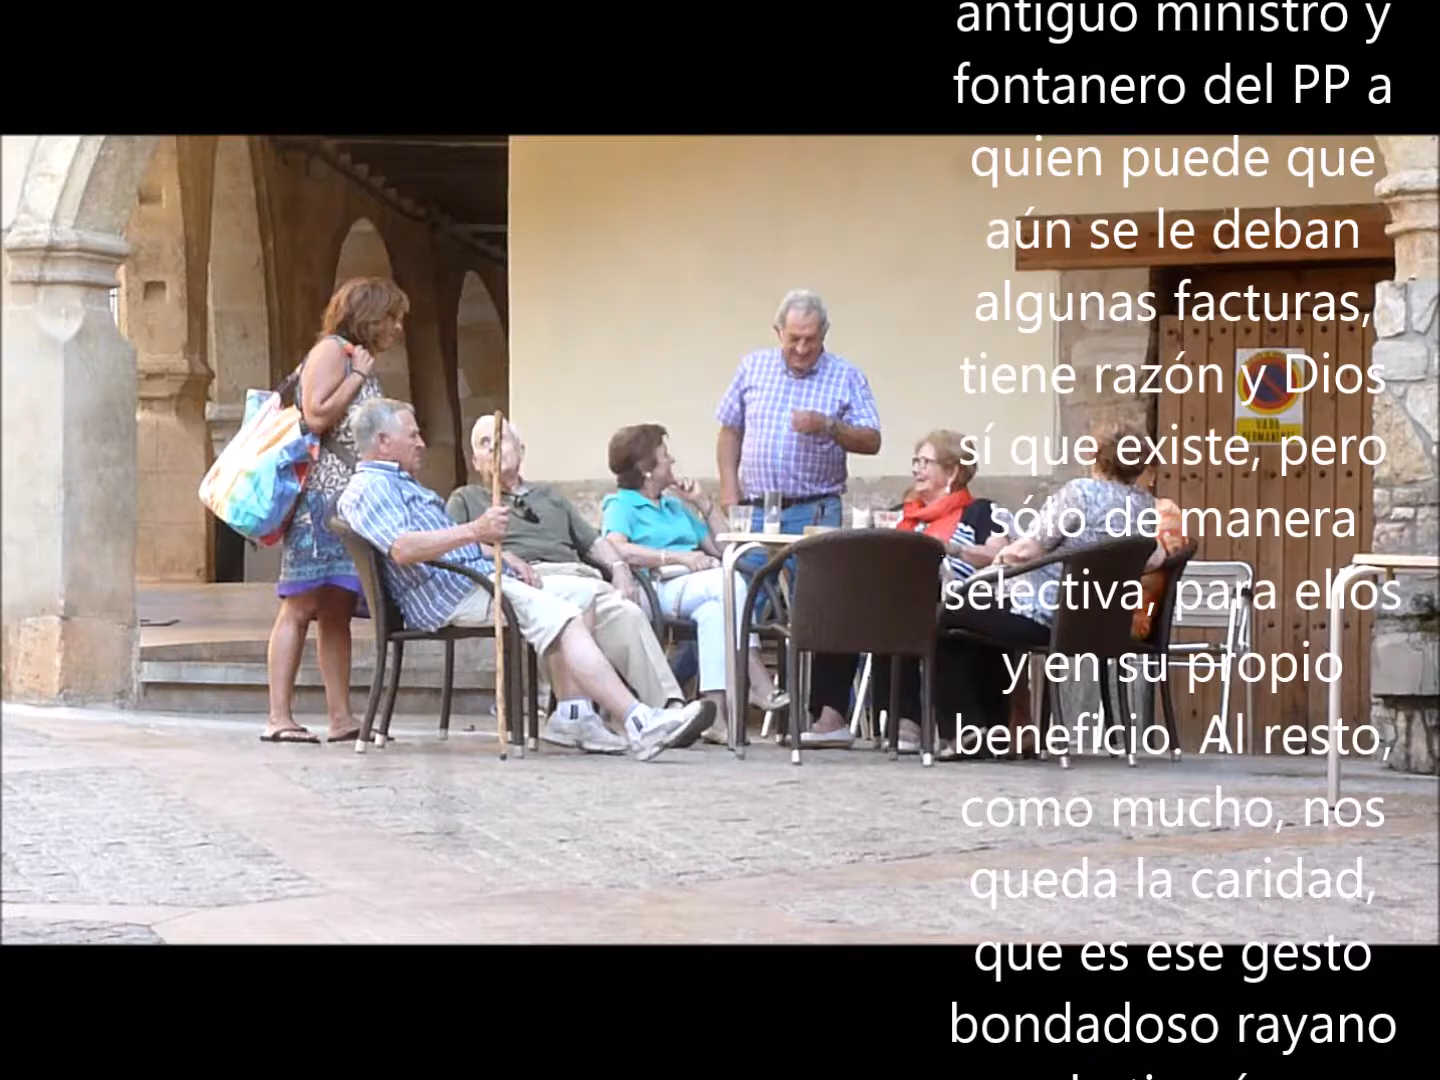 antiguo ministro y
fontanero del PP a
quien puede que
aún se le deban
algunas facturas,
tiene razón y Dios
sí que existe, pero
sólo de manera
selectiva, para ellos
y en su propio
beneficio. Al resto,
como mucho, nos
queda la caridad,
que es ese gesto
bondadoso rayano
VADO
PERMANENTE